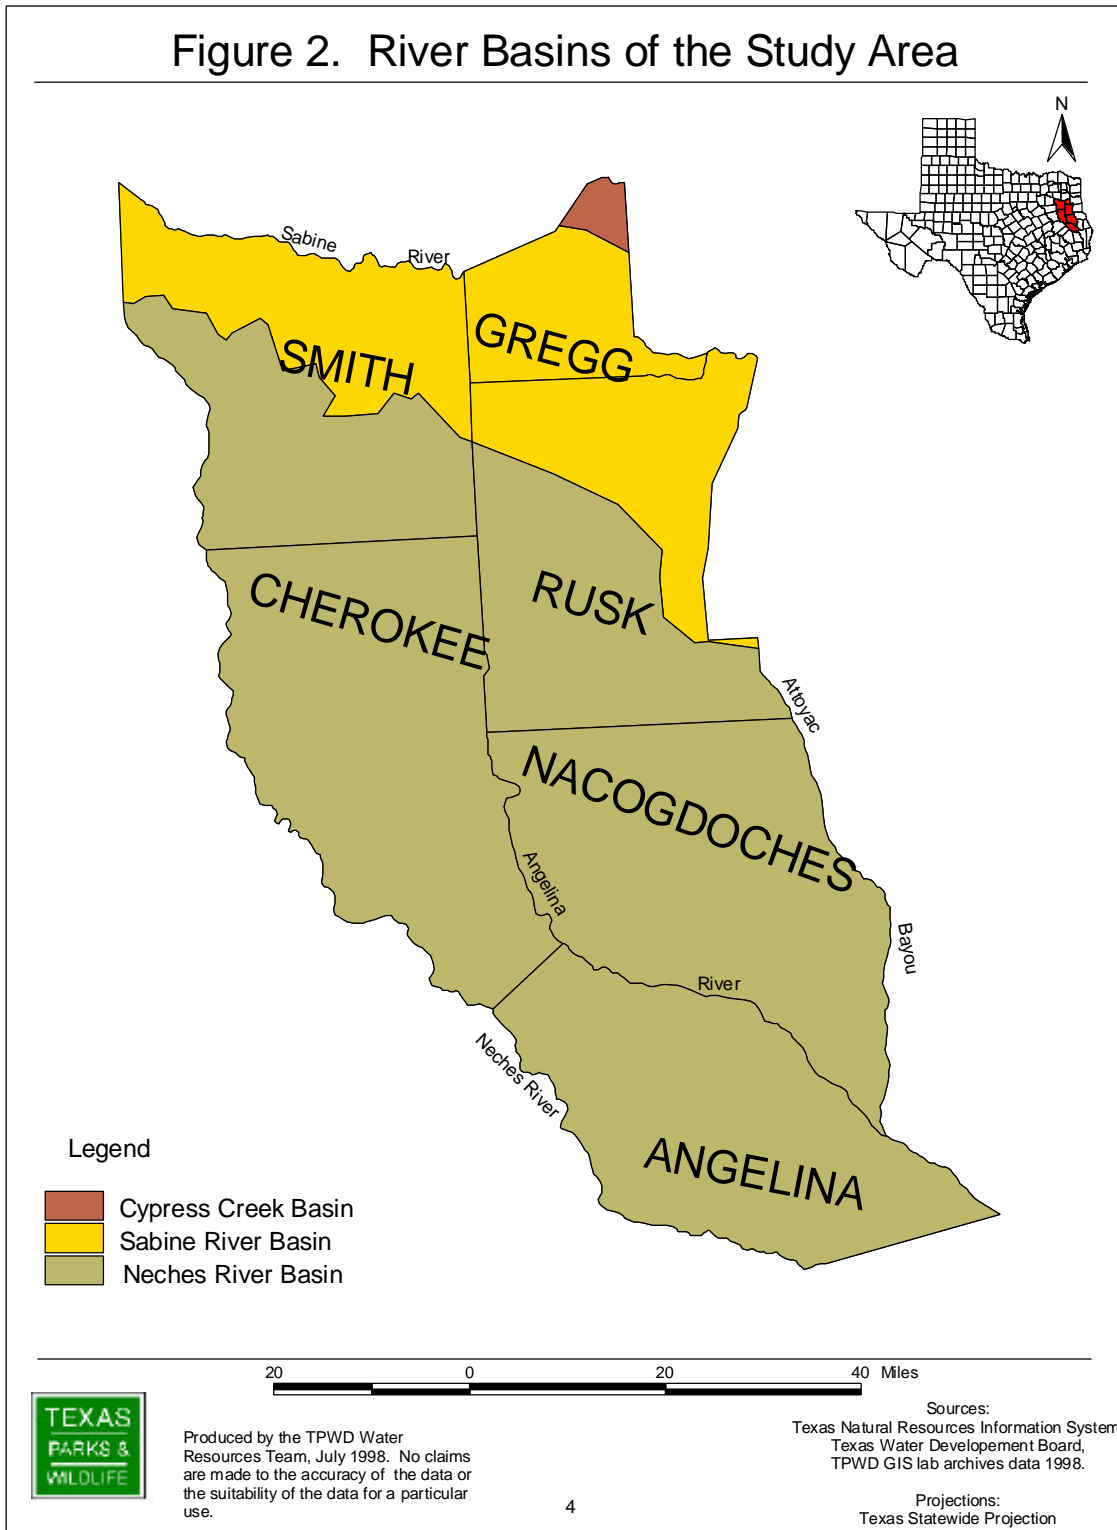 Figure 2.  River Basins of the Study Area
N
Sabine
River
GREGG
SMITH
RUSK
CHEROKEE
Attoyac
NACOGDOCHES
Angelina
Bayou
River
Neches River
ANGELINA
Legend
Cypress Creek Basin
Sabine River Basin
Neches River Basin
20 0 20 40 Miles
TEXAS
PARKS &
WILDLIFE
Produced by the TPWD Water
Resources Team, July 1998.  No claims
are made to the accuracy of  the data or
the suitability of the data for a particular
use.
4
Sources:
Texas Natural Resources Information System
Texas Water Developement Board,
TPWD GIS lab archives data 1998.
Projections:
Texas Statewide Projection